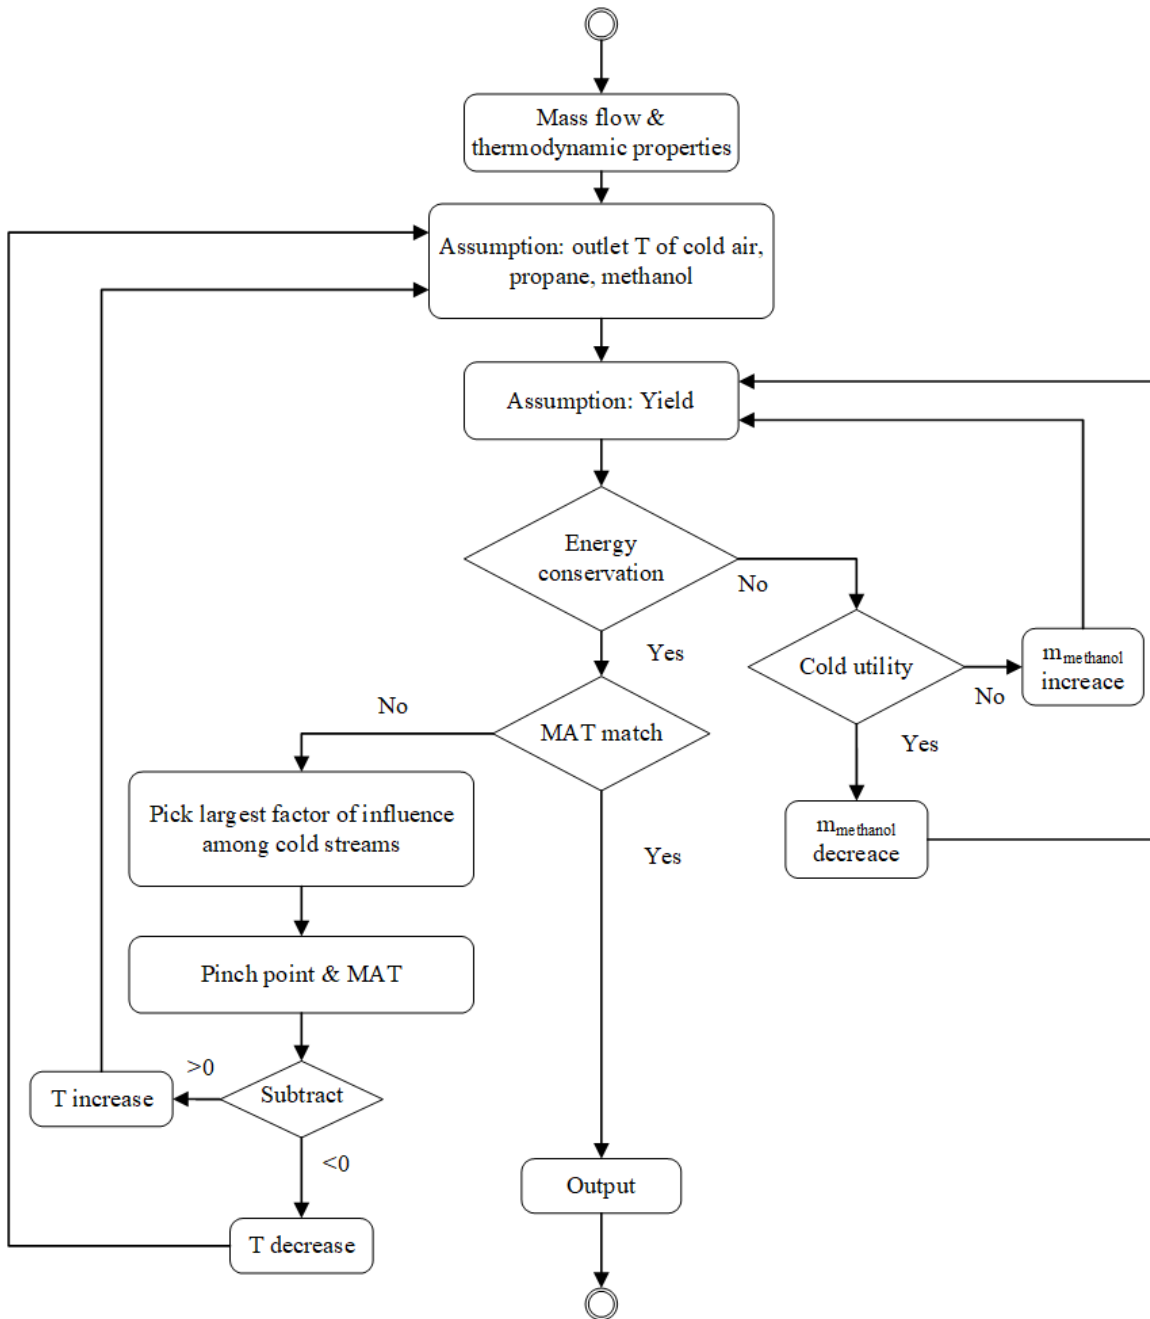 Mass flow &
thermodynamic properties
Assumption: outlet T of cold air,
propane, methanol
Assumption: Yield
Energy
conservation
No
Yes
Cold utility
No
m_methanol
increace
Yes
m_methanol
decreace
MAT match
No
Yes
Pick largest factor of influence
among cold streams
Pinch point & MAT
Subtract
>0
T increase
<0
T decrease
Output